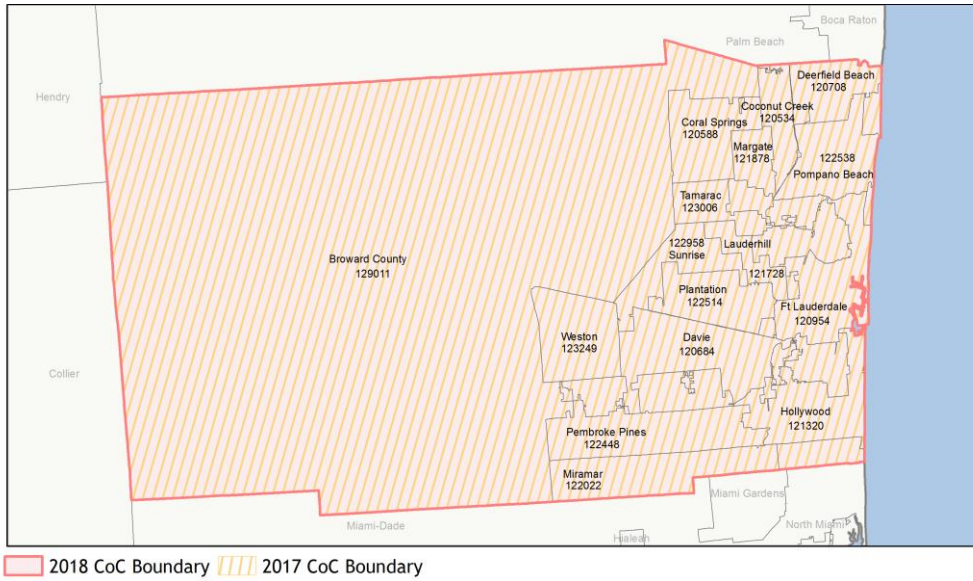 Boca Raton
Palm Beach
Hendry
Deerfield Beach
120708
Coconut Creek
120534
Coral Springs
120588
Margate
121878
122538
Pompano Beach
Tamarac
123006
122958
Sunrise
Lauderhill
121728
Broward County
129011
Plantation
122514
Ft Lauderdale
120954
Weston
123249
Davie
120684
Collier
Hollywood
121320
Pembroke Pines
122448
Miramar
122022
Miami Gardens
Miami-Dade
North Miami
Hialeah
2018 CoC Boundary 2017 CoC Boundary